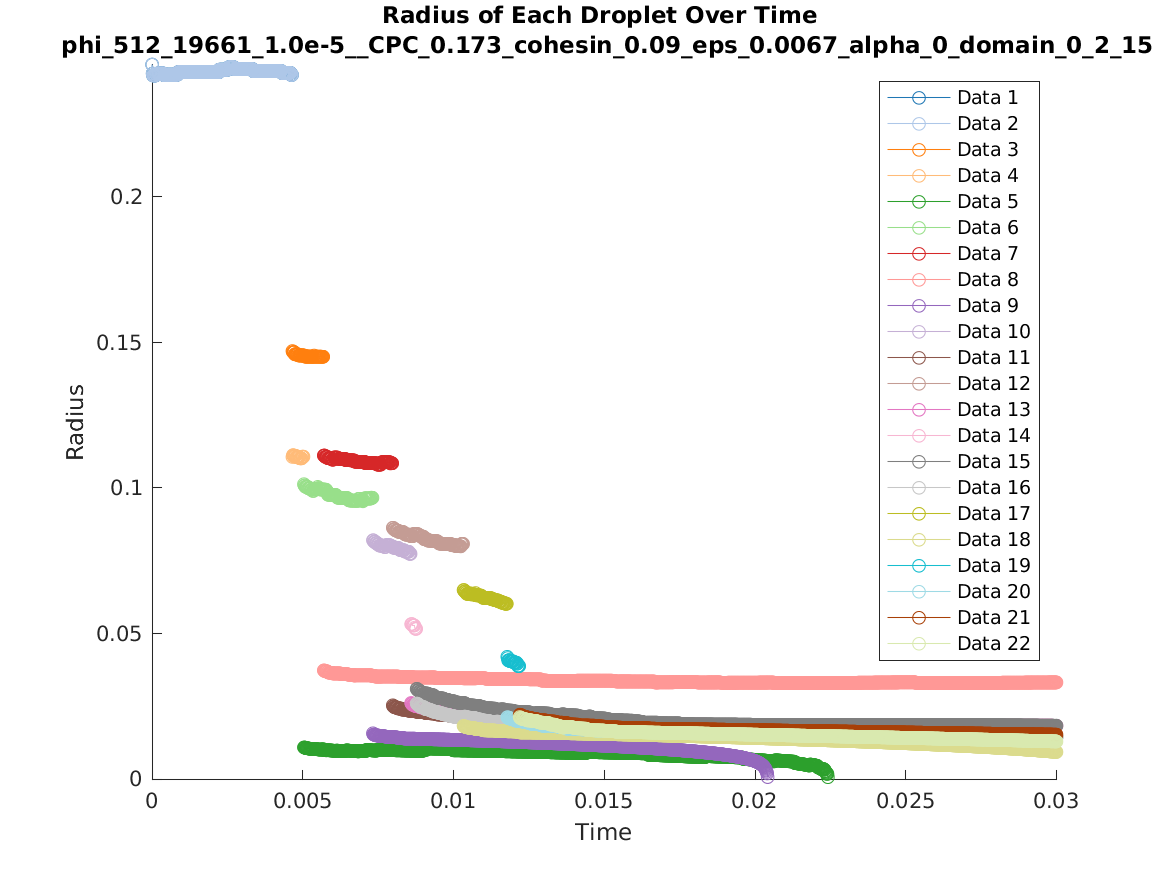 Radius of Each Droplet Over Time
phi_512_19661_1.0e-5__CPC_0.173_cohesin_0.09_eps_0.0067_alpha_0_domain_0_2_15
Radius
0.2
0.15
0.1
0.05
0
0
0.005
0.01
0.015
0.02
0.025
0.03
Time
Data 1
Data 2
Data 3
Data 4
Data 5
Data 6
Data 7
Data 8
Data 9
Data 10
Data 11
Data 12
Data 13
Data 14
Data 15
Data 16
Data 17
Data 18
Data 19
Data 20
Data 21
Data 22